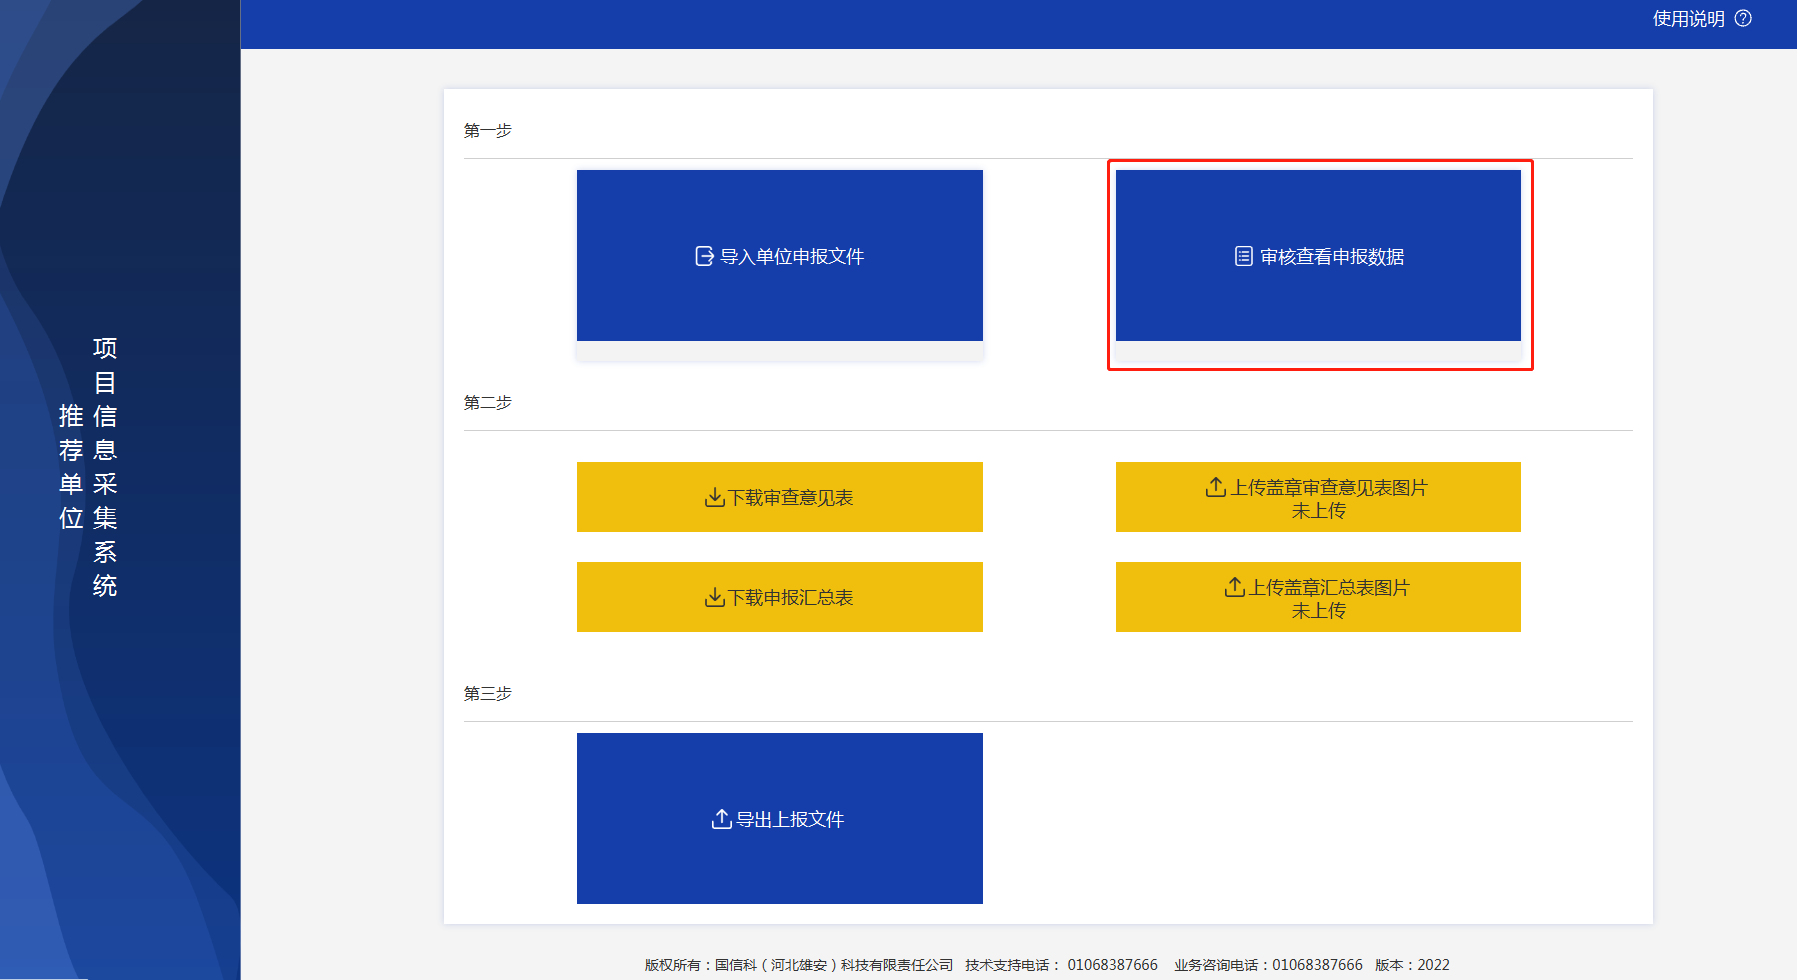 使用说明
项目信息采集系统
推荐单位
第一步
导入单位申报文件
审核查看申报数据
第二步
下载审查意见表
上传盖章审查意见表图片
未上传
下载申报汇总表
上传盖章汇总表图片
未上传
第三步
导出上报文件
版权所有：国信科（河北雄安）科技有限责任公司 技术支持电话： 01068387666 业务咨询电话：01068387666 版本：2022